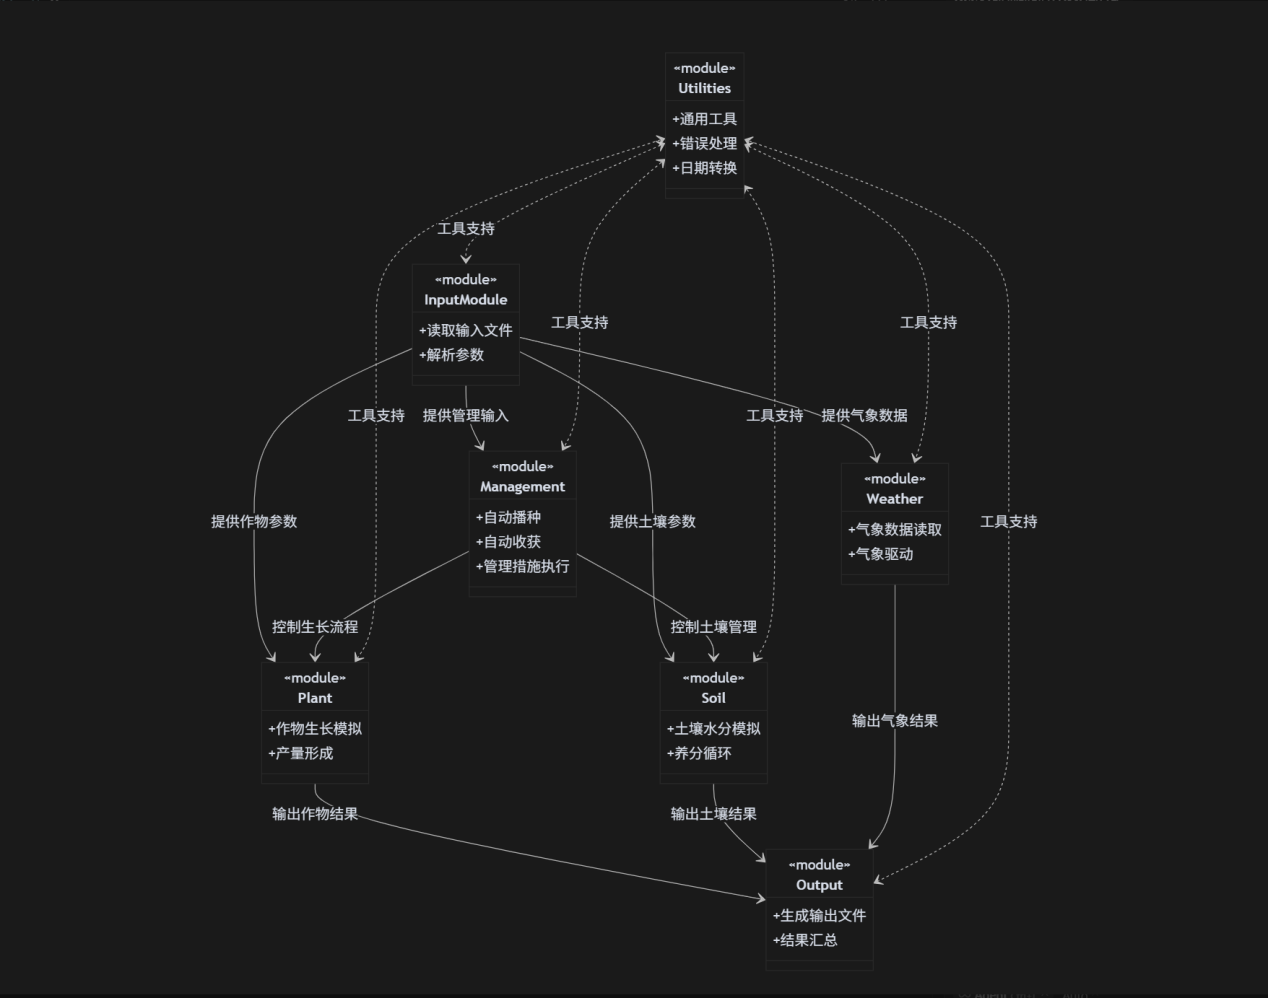 «module»
Utilities
+通用工具
+错误处理
+日期转换
工具支持
«module»
InputModule
+读取输入文件
+解析参数
工具支持
工具支持
工具支持
提供管理输入
工具支持
提供气象数据
«module»
Management
+自动播种
+自动收获
+管理措施执行
«module»
Weather
+气象数据读取
+气象驱动
提供作物参数
提供土壤参数
工具支持
控制生长流程
控制土壤管理
«module»
Plant
+作物生长模拟
+产量形成
«module»
Soil
+土壤水分模拟
+养分循环
输出气象结果
输出作物结果
输出土壤结果
«module»
Output
+生成输出文件
+结果汇总